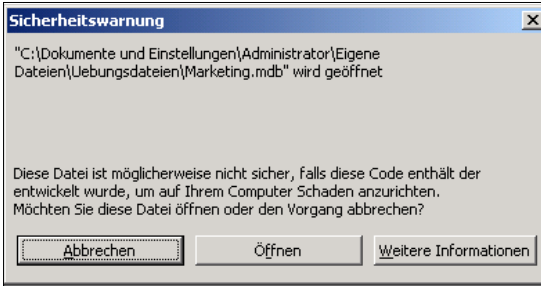 Sicherheitswarnung
"C:\Dokumente und Einstellungen\Administrator\Eigene
Dateien\Uebungsdateien\Marketing.mdb" wird geöffnet
Diese Datei ist möglicherweise nicht sicher, falls diese Code enthält der
entwickelt wurde, um auf Ihrem Computer Schaden anzurichten.
Möchten Sie diese Datei öffnen oder den Vorgang abbrechen?
Abbrechen Öffnen Weitere Informationen